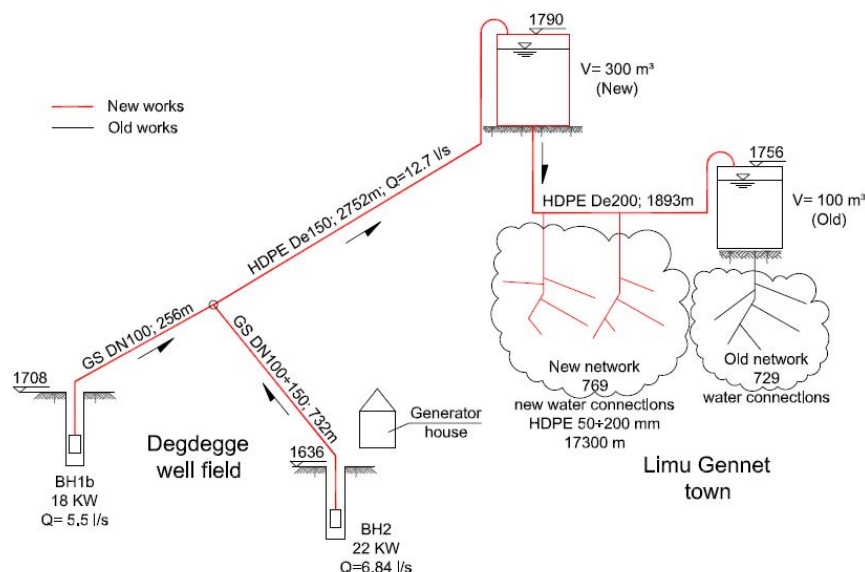 1790
V= 300 m³
(New)
New works
Old works
1756
HDPE De150; 2752m; Q=12.7 l/s
HDPE De200; 1893m
V= 100 m³
(Old)
GS DN100; 256m
GS DN100÷150; 732m
New network
769
new water connections
HDPE 50÷200 mm
17300 m
Old network
729
water connections
1708
Generator
house
Degdegge
well field
1636
Limu Gennet
town
BH1b
18 KW
Q= 5.5 l/s
BH2
22 KW
Q=6.84 l/s